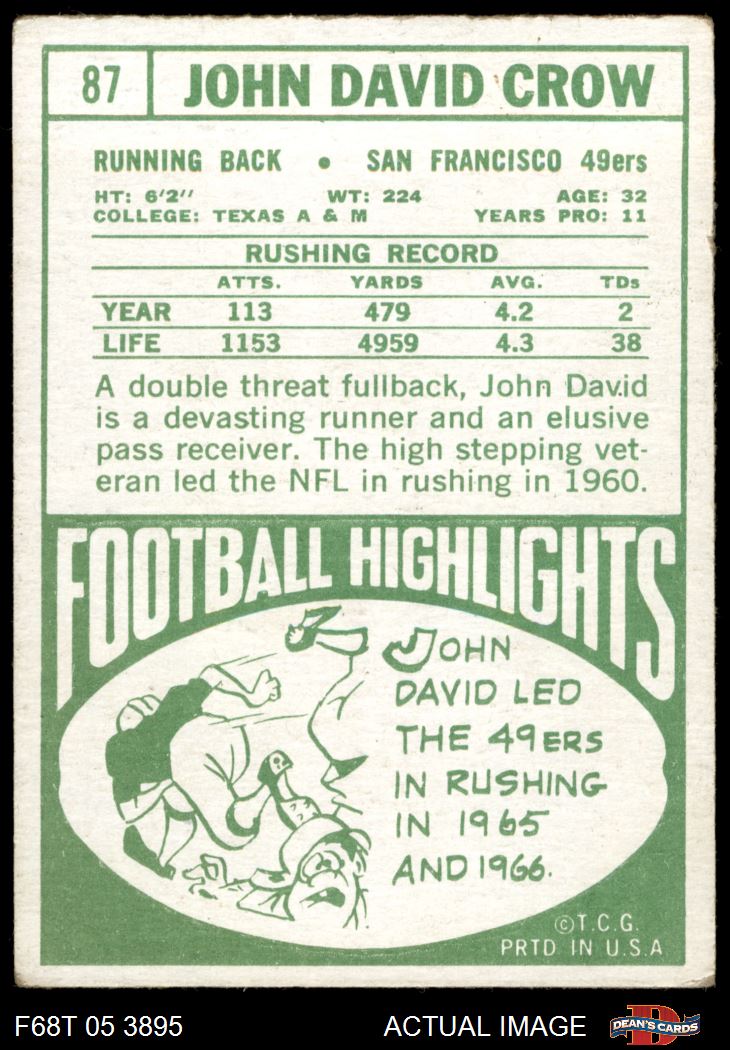 87 JOHN DAVID CROW
RUNNING BACK • SAN FRANCISCO 49ers
HT: 6'2'' WT: 224 AGE: 32
COLLEGE: TEXAS A & M YEARS PRO: 11
RUSHING RECORD
ATTS. YARDS AVG. TDs
YEAR 113 479 4.2 2
LIFE 1153 4959 4.3 38
A double threat fullback, John David
is a devasting runner and an elusive
pass receiver. The high stepping vet-
eran led the NFL in rushing in 1960.
FOOTBALL HIGHLIGHTS
JOHN
DAVID LED
THE 49ERS
IN RUSHING
IN 1965
AND 1966.
©T.C.G.
PRTD IN U.S.A
F68T 05 3895 ACTUAL IMAGE D DEAN'S CARDS